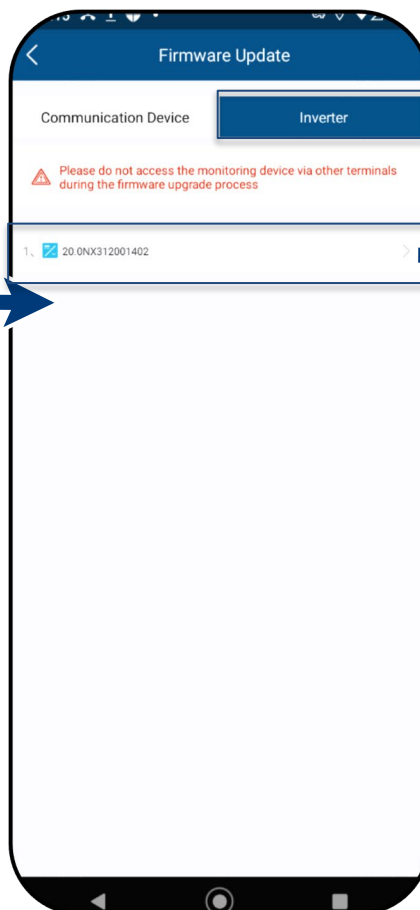 Firmware Update
Communication Device
Inverter
Please do not access the monitoring device via other terminals
during the firmware upgrade process
1、 20.0NX312001402